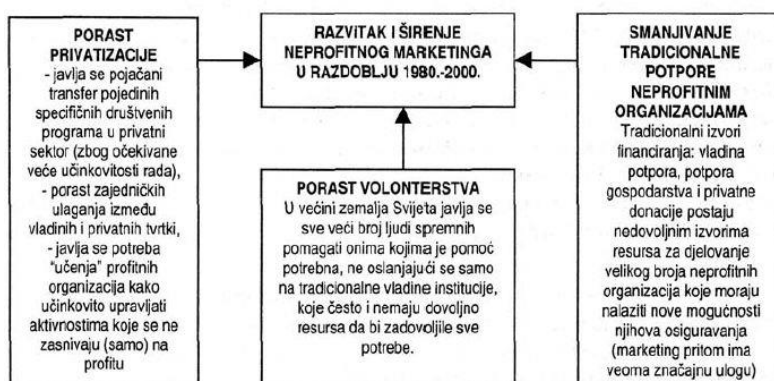 PORAST
PRIVATIZACIJE
- javlja se pojačani
transfer pojedinih
specifičnih društvenih
programa u privatni
sektor (zbog očekivane
veće učinkovitosti rada),
- porast zajedničkih
ulaganja između
vladinih i privatnih tvrtki,
- javlja se potreba
"učenja" profitnih
organizacija kako
učinkovito upravljati
aktivnostima koje se ne
zasnivaju (samo) na
profitu
RAZVITAK I ŠIRENJE
NEPROFITNOG MARKETINGA
U RAZDOBLJU 1980.-2000.
PORAST VOLONTERSTVA
U većini zemalja Svijeta javlja se
sve veći broj ljudi spremnih
pomagati onima kojima je pomoć
potrebna, ne oslanjajući se samo
na tradicionalne vladine institucije,
koje često i nemaju dovoljno
resursa da bi zadovoljile sve
potrebe.
SMANJIVANJE
TRADICIONALNE
POTPORE
NEPROFITNIM
ORGANIZACIJAMA
Tradicionalni izvori
financiranja: vladina
potpora, potpora
gospodarstva i privatne
donacije postaju
nedovoljnim izvorima
resursa za djelovanje
velikog broja neprofitnih
organizacija koje moraju
nalaziti nove mogućnosti
njihova osiguravanja
(marketing pritom ima
veoma značajnu ulogu)